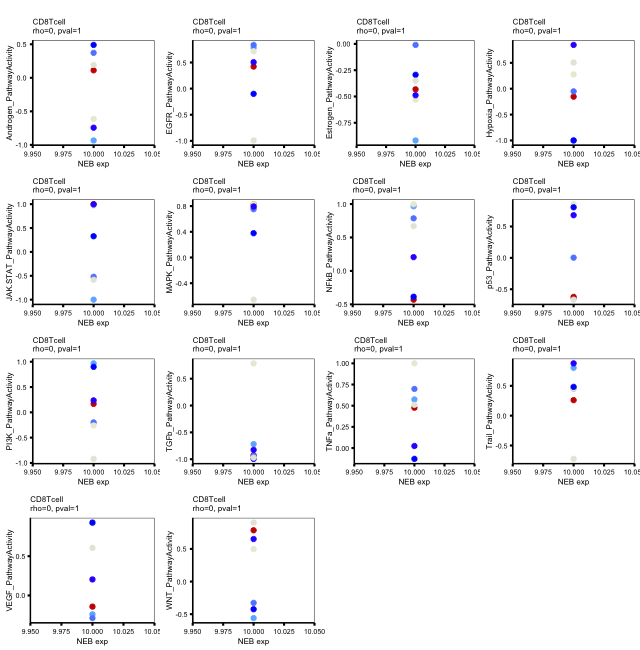 CD8Tcell
rho=0, pval=1
Androgen_PathwayActivity
0.5
0.0
-0.5
-1.0
9.950 9.975 10.000 10.025 10.05
NEB exp
CD8Tcell
rho=0, pval=1
EGFR_PathwayActivity
0.5
0.0
-0.5
-1.0
9.950 9.975 10.000 10.025 10.05
NEB exp
CD8Tcell
rho=0, pval=1
Estrogen_PathwayActivity
0.00
-0.25
-0.50
-0.75
9.950 9.975 10.000 10.025 10.05
NEB exp
CD8Tcell
rho=0, pval=1
Hypoxia_PathwayActivity
0.5
0.0
-0.5
-1.0
9.950 9.975 10.000 10.025 10.05
NEB exp
CD8Tcell
rho=0, pval=1
JAK.STAT_PathwayActivity
1.0
0.5
0.0
-0.5
-1.0
9.950 9.975 10.000 10.025 10.05
NEB exp
CD8Tcell
rho=0, pval=1
MAPK_PathwayActivity
0.8
0.4
0.0
-0.4
9.950 9.975 10.000 10.025 10.05
NEB exp
CD8Tcell
rho=0, pval=1
NFkB_PathwayActivity
1.0
0.5
0.0
-0.5
9.950 9.975 10.000 10.025 10.05
NEB exp
CD8Tcell
rho=0, pval=1
p53_PathwayActivity
0.5
0.0
-0.5
9.950 9.975 10.000 10.025 10.05
NEB exp
CD8Tcell
rho=0, pval=1
PI3K_PathwayActivity
1.0
0.5
0.0
-0.5
-1.0
9.950 9.975 10.000 10.025 10.05
NEB exp
CD8Tcell
rho=0, pval=1
TGFb_PathwayActivity
0.5
0.0
-0.5
-1.0
9.950 9.975 10.000 10.025 10.05
NEB exp
CD8Tcell
rho=0, pval=1
TNFa_PathwayActivity
1.00
0.75
0.50
0.25
0.00
9.950 9.975 10.000 10.025 10.05
NEB exp
CD8Tcell
rho=0, pval=1
Trail_PathwayActivity
0.5
0.0
-0.5
9.950 9.975 10.000 10.025 10.05
NEB exp
CD8Tcell
rho=0, pval=1
VEGF_PathwayActivity
0.5
0.0
9.950 9.975 10.000 10.025 10.05
NEB exp
CD8Tcell
rho=0, pval=1
WNT_PathwayActivity
0.5
0.0
-0.5
9.950 9.975 10.000 10.025 10.050
NEB exp